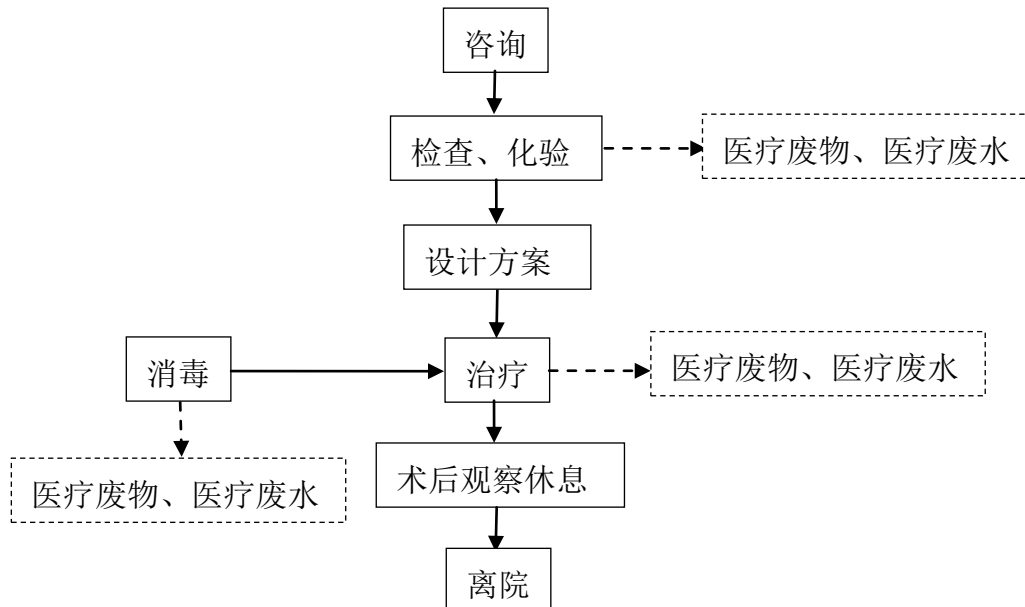 咨询
检查、化验
医疗废物、医疗废水
设计方案
消毒
治疗
医疗废物、医疗废水
医疗废物、医疗废水
术后观察休息
离院